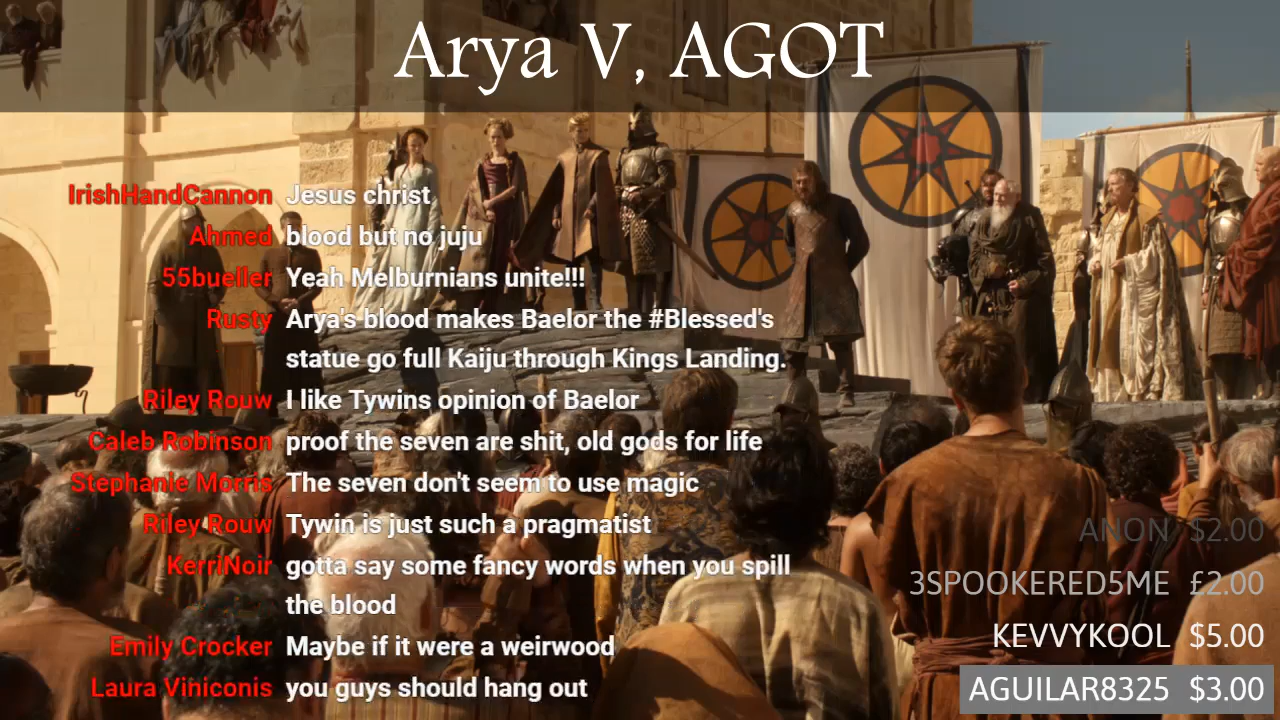 Arya V, AGOT
IrishHandCannon Jesus christ
Ahmed blood but no juju
55bueller Yeah Melburnians unite!!!
Rusty Arya's blood makes Baelor the #Blessed's
statue go full Kaiju through Kings Landing.
Riley Rouw I like Tywins opinion of Baelor
Caleb Robinson proof the seven are shit, old gods for life
Stephanie Morris The seven don't seem to use magic
Riley Rouw Tywin is just such a pragmatist
KerriNoir gotta say some fancy words when you spill
the blood
Emily Crocker Maybe if it were a weirwood
Laura Viniconis you guys should hang out
ANON $2.00
3SPOOKERED5ME £2.00
KEVVYKOOL $5.00
AGUILAR8325 $3.00